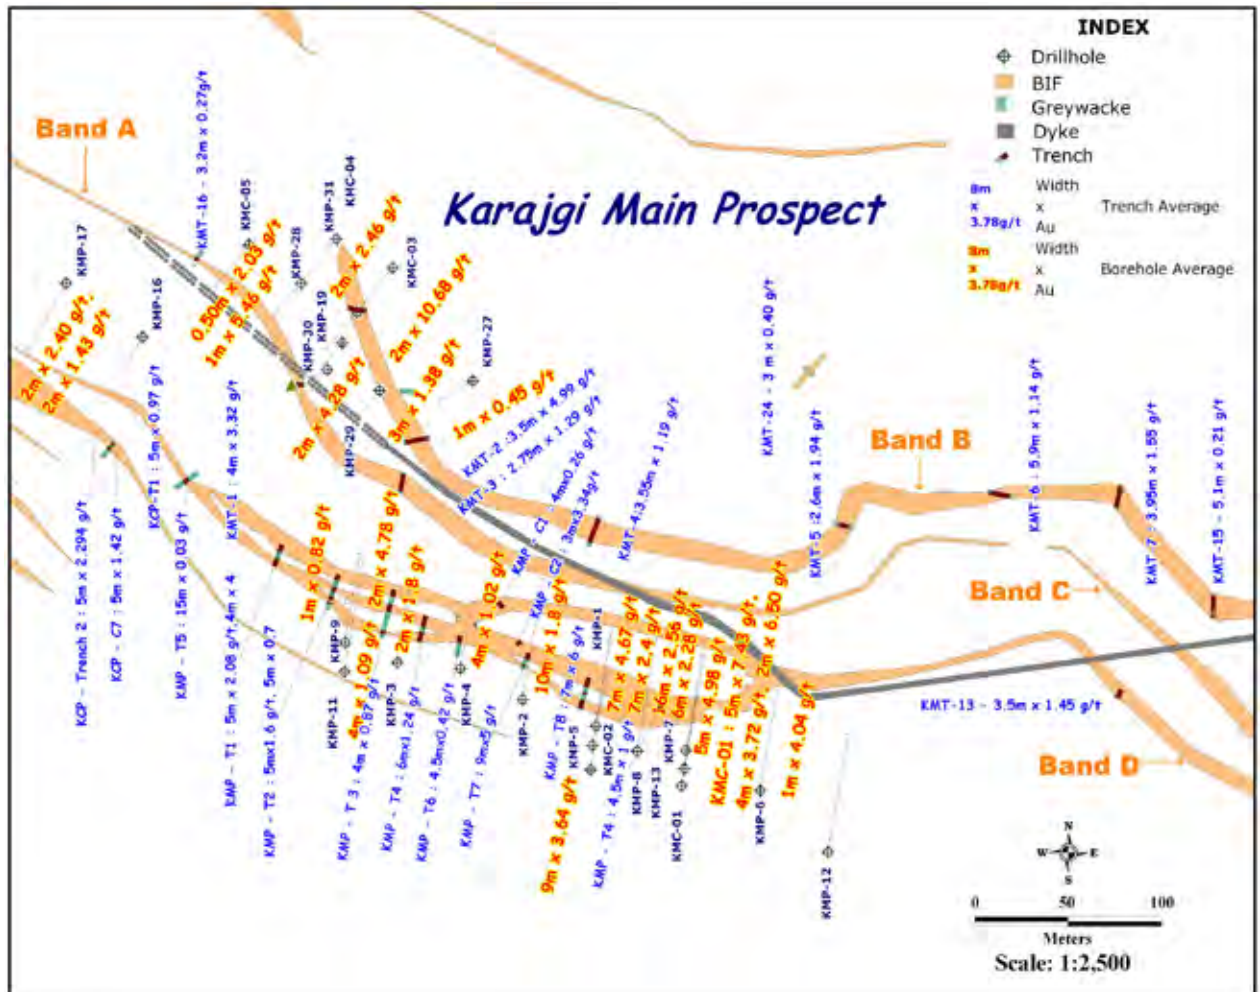 INDEX
Drillhole
BIF
Greywacke
Dyke
Trench
8m Width
x x Trench Average
3.78g/t Au
8m Width
x x Borehole Average
3.78g/t Au
Karajgi Main Prospect
Band A
Band B
Band C
Band D
KMP-17
KMP-16
KMT-16 - 3.2m x 0.27g/t
KMC-05
KMP-28
KMP-31
KMC-04
KMC-03
KMP-19
KMP-30
KMP-27
KMP-29
2m x 2.40 g/t,
2m x 1.43 g/t
0.50m x 2.03 g/t
1m x 5.46 g/t
2m x 2.46 g/t
2m x 10.68 g/t
2m x 4.28 g/t
3m x 1.38 g/t
1m x 0.45 g/t
KMT-2 :3.5m x 4.99 g/t
KMT-3 : 2.75m x 1.29 g/t
KMP - C1 : 4mx0.26 g/t
KMP - C2 : 3mx3.34g/t
KMT-4:3.55m x 1.19 g/t
KMT-24 - 3 m x 0.40 g/t
KMT-5 :2.6m x 1.94 g/t
KMT-6 : 5.9m x 1.14 g/t
KMT-7 : 3.95m x 1.55 g/t
KMT-15 - 5.1m x 0.21 g/t
KMT-13 - 3.5m x 1.45 g/t
KCP - Trench 2 : 5m x 2.294 g/t
KCP - C7 : 5m x 1.42 g/t
KCP-T1 : 5m x 0.97 g/t
KMP - T5 : 15m x 0.03 g/t
KMT-1 : 4m x 3.32 g/t
KMP - T1 : 5m x 2.08 g/t,4m x 4
KMP - T2 : 5mx1.6 g/t, 5m x 0.7
1m x 0.82 g/t
2m x 4.78 g/t
2m x 1.8 g/t
4m x 1.02 g/t
KMP-9
KMP-11
4m x 1.09 g/t
KMP - T 3 : 4m x 0.87 g/t
KMP-3
KMP - T4 : 6mx1.24 g/t
KMP - T6 : 4.5mx0.42 g/t
KMP-4
KMP - T7 : 9mx5 g/t
KMP-2
10m x 1.8 g/t
KMP - T8 : 7m x 6 g/t
KMP-1
KMP-5
KMC-02
9m x 3.64 g/t
KMP - T4 : 4.5m x 1 g/t
KMP-8
KMP-13
KMP-7
KMC-01
7m x 4.67 g/t
7m x 2.4 g/t
16m x 2.56 g/t
6m x 2.28 g/t
5m x 4.98 g/t
KMC-01 : 5m x 7.43 g/t,
2m x 6.50 g/t
4m x 3.72 g/t,
1m x 4.04 g/t
KMP-6
KMP-12
N
W E
S
0 50 100
Meters
Scale: 1:2,500